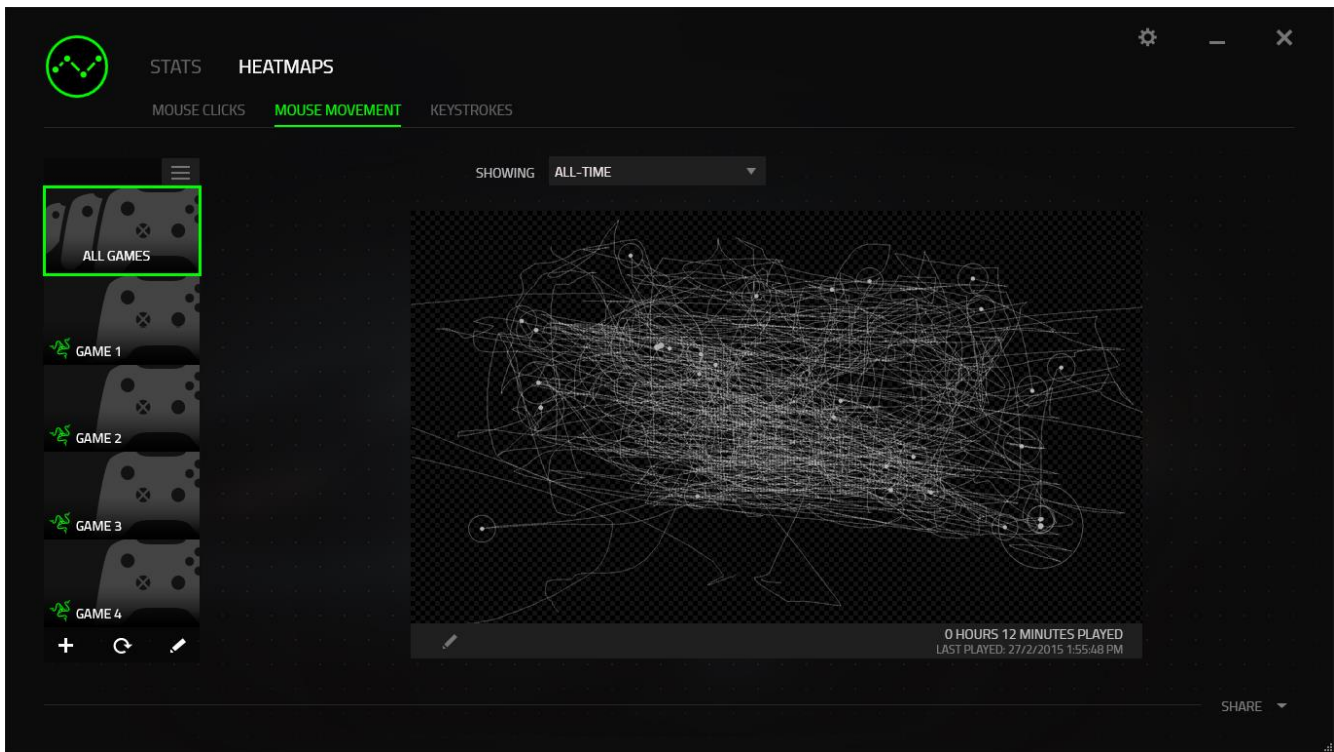 STATS HEATMAPS
MOUSE CLICKS MOUSE MOVEMENT KEYSTROKES
SHOWING ALL-TIME
ALL GAMES
GAME 1
GAME 2
GAME 3
GAME 4
0 HOURS 12 MINUTES PLAYED
LAST PLAYED: 27/2/2015 1:55:48 PM
SHARE